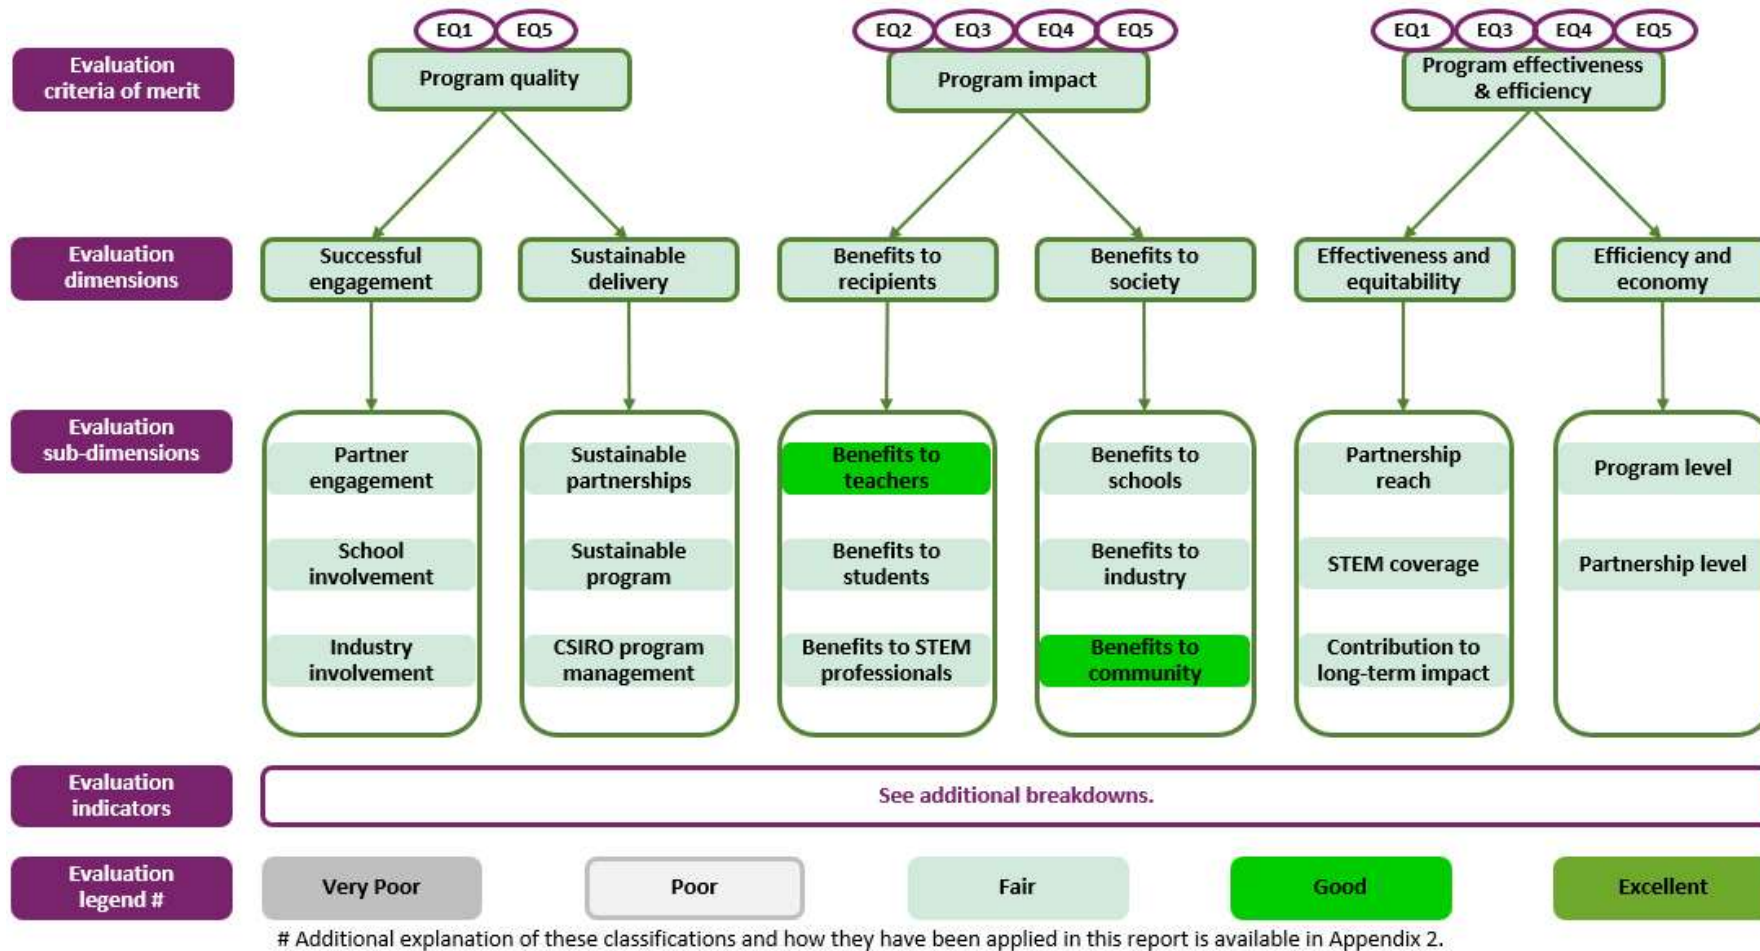 EQ1 EQ5 EQ2 EQ3 EQ4 EQ5 EQ1 EQ3 EQ4 EQ5
Evaluation
criteria of merit
Program quality
Program impact
Program effectiveness
& efficiency
Evaluation
dimensions
Successful
engagement
Sustainable
delivery
Benefits to
recipients
Benefits to
society
Effectiveness and
equitability
Efficiency and
economy
Evaluation
sub-dimensions
Partner
engagement
School
involvement
Industry
involvement
Sustainable
partnerships
Sustainable
program
CSIRO program
management
Benefits to
teachers
Benefits to
students
Benefits to STEM
professionals
Benefits to
schools
Benefits to
industry
Benefits to
community
Partnership
reach
STEM coverage
Contribution to
long-term impact
Program level
Partnership level
Evaluation
indicators
See additional breakdowns.
Evaluation
legend #
Very Poor
Poor
Fair
Good
Excellent
# Additional explanation of these classifications and how they have been applied in this report is available in Appendix 2.